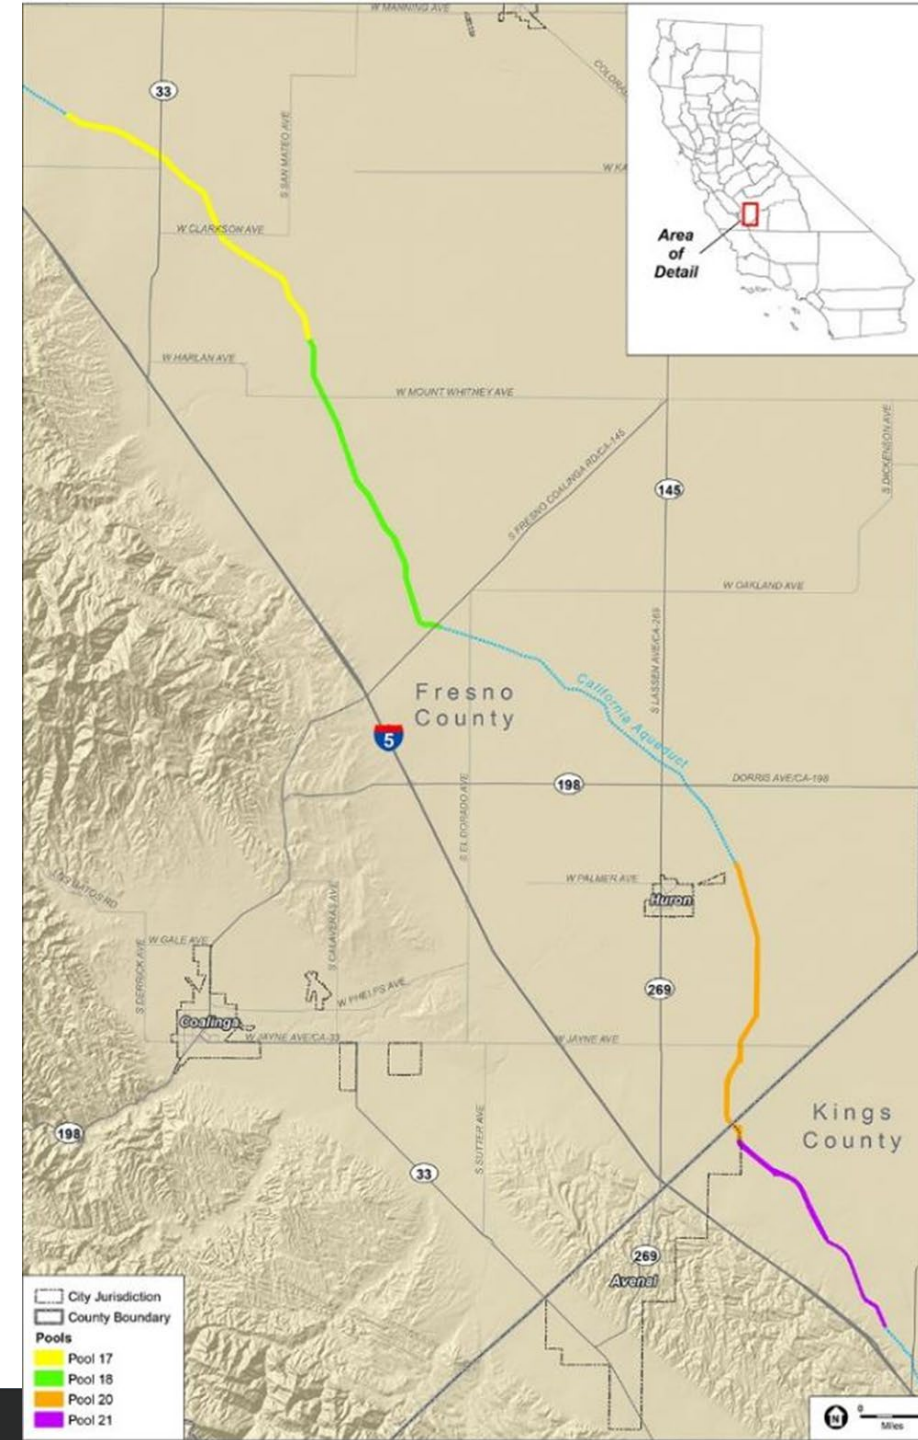 W MANNING AVE
33
S SAN MATEO AVE
W CLARKSON AVE
Area
of
Detail
W HARLAN AVE
W MOUNT WHITNEY AVE
S DICKENSON AVE
S FRESNO COALINGA RD/CA-145
145
W OAKLAND AVE
S LASSEN AVE/CA-269
California Aqueduct
Fresno
County
5
198
DORRIS AVE/CA-198
S EL DORADO AVE
W PALMER AVE
Huron
LOS GATOS RD
S CALAVERAS AVE
W GALE AVE
S DERRICK AVE
W PHELPS AVE
269
Coalinga
W JAYNE AVE/CA-33
W JAYNE AVE
Kings
County
198
S SUTTER AVE
33
269
Avenal
City Jurisdiction
County Boundary
Pools
Pool 17
Pool 18
Pool 20
Pool 21
N
0
Miles